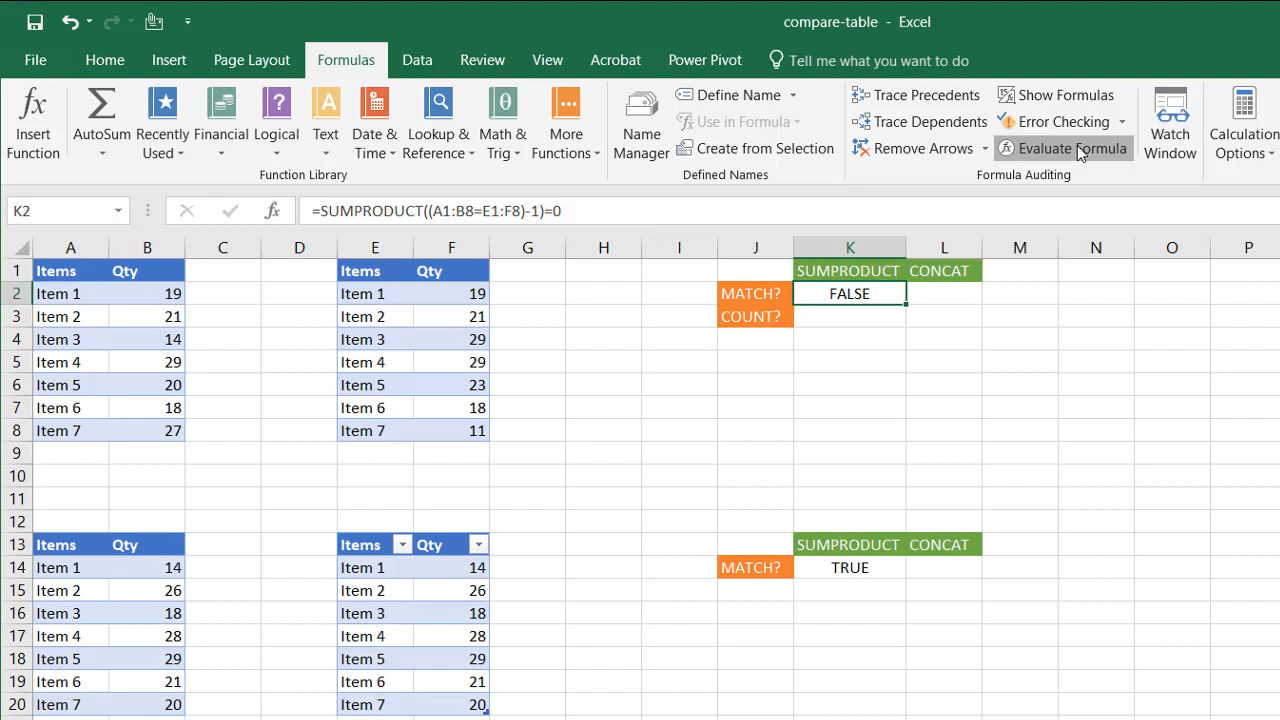 compare-table - Excel
File Home Insert Page Layout Formulas Data Review View Acrobat Power Pivot Tell me what you want to do
fx Insert Function
Σ AutoSum
Recently Used
Financial
? Logical
A Text
Date & Time
Lookup & Reference
θ Math & Trig
More Functions
Function Library
Name Manager
Define Name
Use in Formula
Create from Selection
Defined Names
Trace Precedents
Trace Dependents
Remove Arrows
Show Formulas
Error Checking
fx Evaluate Formula
Formula Auditing
Watch Window
Calculation Options
K2 fx =SUMPRODUCT((A1:B8=E1:F8)-1)=0
A B C D E F G H I J K L M N O P
1 Items Qty Items Qty SUMPRODUCT CONCAT
2 Item 1 19 Item 1 19 MATCH? FALSE
3 Item 2 21 Item 2 21 COUNT?
4 Item 3 14 Item 3 29
5 Item 4 29 Item 4 29
6 Item 5 20 Item 5 23
7 Item 6 18 Item 6 18
8 Item 7 27 Item 7 11
9
10
11
12
13 Items Qty Items Qty SUMPRODUCT CONCAT
14 Item 1 14 Item 1 14 MATCH? TRUE
15 Item 2 26 Item 2 26
16 Item 3 18 Item 3 18
17 Item 4 28 Item 4 28
18 Item 5 29 Item 5 29
19 Item 6 21 Item 6 21
20 Item 7 20 Item 7 20